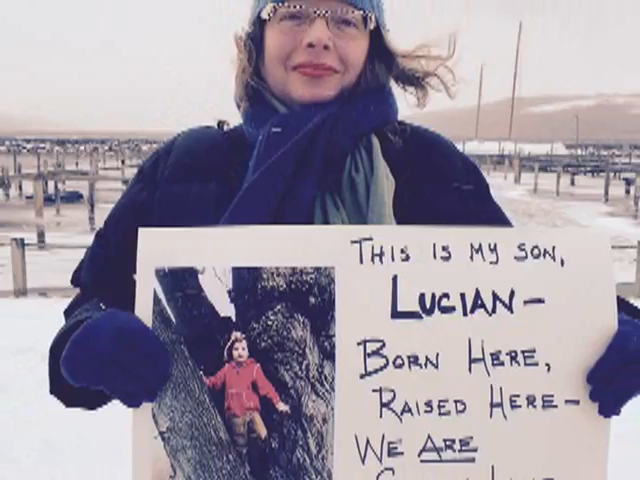 THIS IS MY SON,
LUCIAN-
BORN HERE,
RAISED HERE-
WE ARE